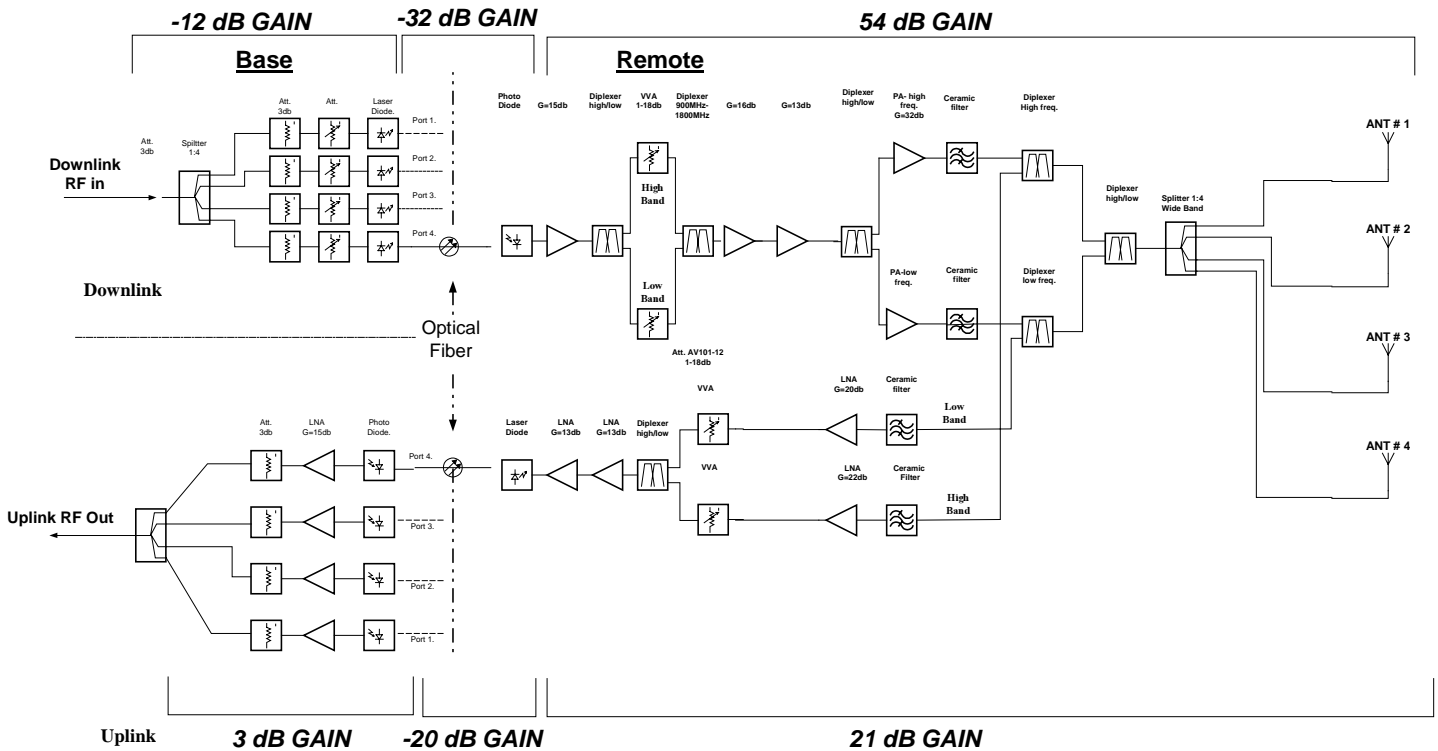 -12 dB GAIN
-32 dB GAIN
54 dB GAIN
Base
Remote
Att.
3db
Spiltter
1:4
Att.
3db
Att.
Laser
Diode.
Port 1.
Port 2.
Port 3.
Port 4.
Downlink
RF in
Photo
Diode
G=15db
Diplexer
high/low
VVA
1-18db
Diplexer
900MHz-
1800MHz
G=16db
G=13db
Diplexer
high/low
PA- high
freq.
G=32db
Ceramic
filter
Diplexer
High freq.
High
Band
Low
Band
PA-low
freq.
Ceramic
filter
Diplexer
low freq.
Diplexer
high/low
Splitter 1:4
Wide Band
ANT # 1
ANT # 2
ANT # 3
ANT # 4
Downlink
Optical
Fiber
Att. AV101-12
1-18db
Att.
3db
LNA
G=15db
Photo
Diode.
Port 4.
Port 3.
Port 2.
Port 1.
Uplink RF Out
Laser
Diode
LNA
G=13db
LNA
G=13db
Diplexer
high/low
VVA
VVA
LNA
G=20db
Ceramic
filter
Low
Band
LNA
G=22db
Ceramic
Filter
High
Band
Uplink
3 dB GAIN
-20 dB GAIN
21 dB GAIN